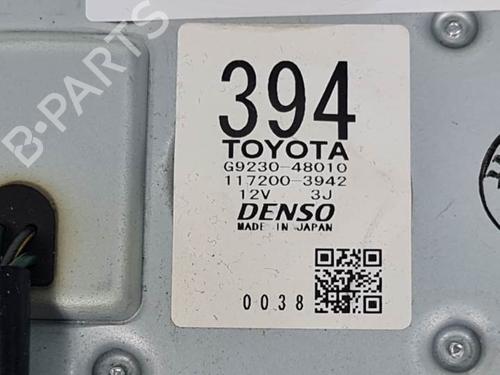 394
TOYOTA
G9230-48010
117200-3942
12V 3J
DENSO
MADE IN JAPAN
0038
B-PARTS